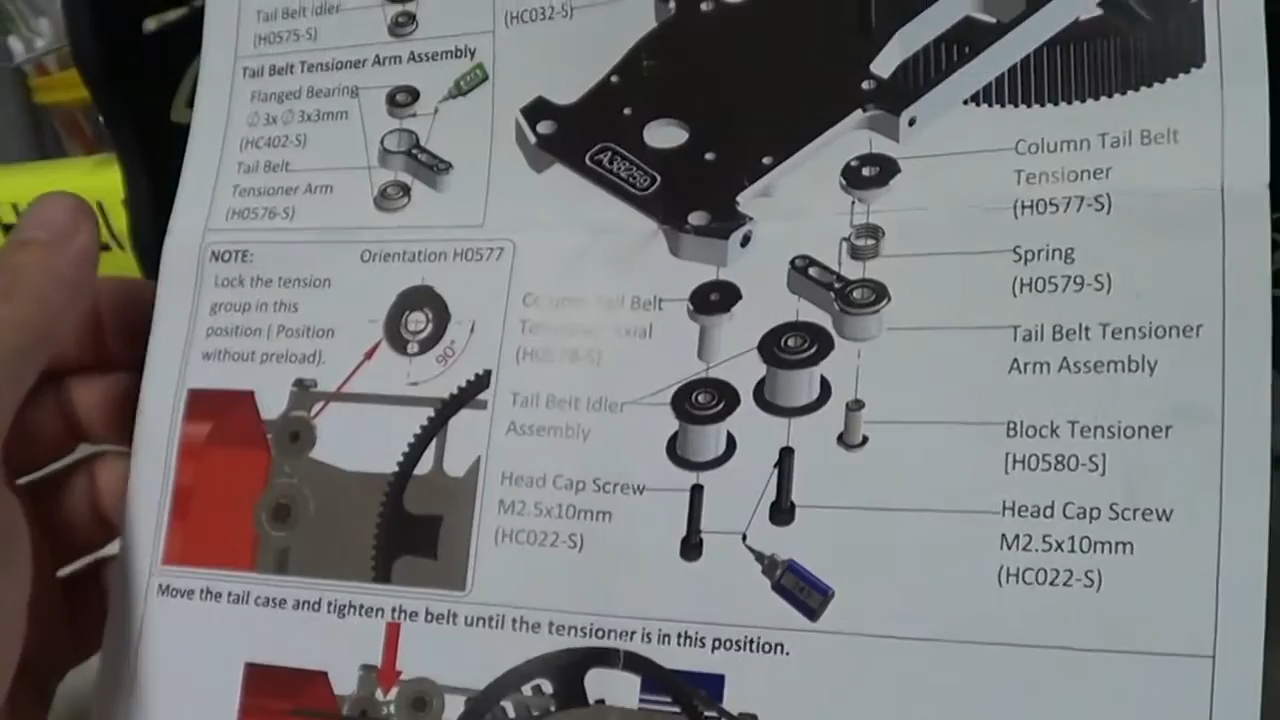 Tail Belt Idler
(H0575-S)
(HC032-S)
Tail Belt Tensioner Arm Assembly
Flanged Bearing
∅3x∅3x3mm
(HC402-S)
Tail Belt
Tensioner Arm
(H0576-S)
A38259
Column Tail Belt
Tensioner
(H0577-S)
Spring
(H0579-S)
Tail Belt Tensioner
Arm Assembly
Block Tensioner
[H0580-S]
Head Cap Screw
M2.5x10mm
(HC022-S)
NOTE:
Orientation H0577
Lock the tension
group in this
position ( Position
without preload).
90°
Column Tail Belt
Tail Belt Idler
Assembly
Head Cap Screw
M2.5x10mm
(HC022-S)
Move the tail case and tighten the belt until the tensioner is in this position.